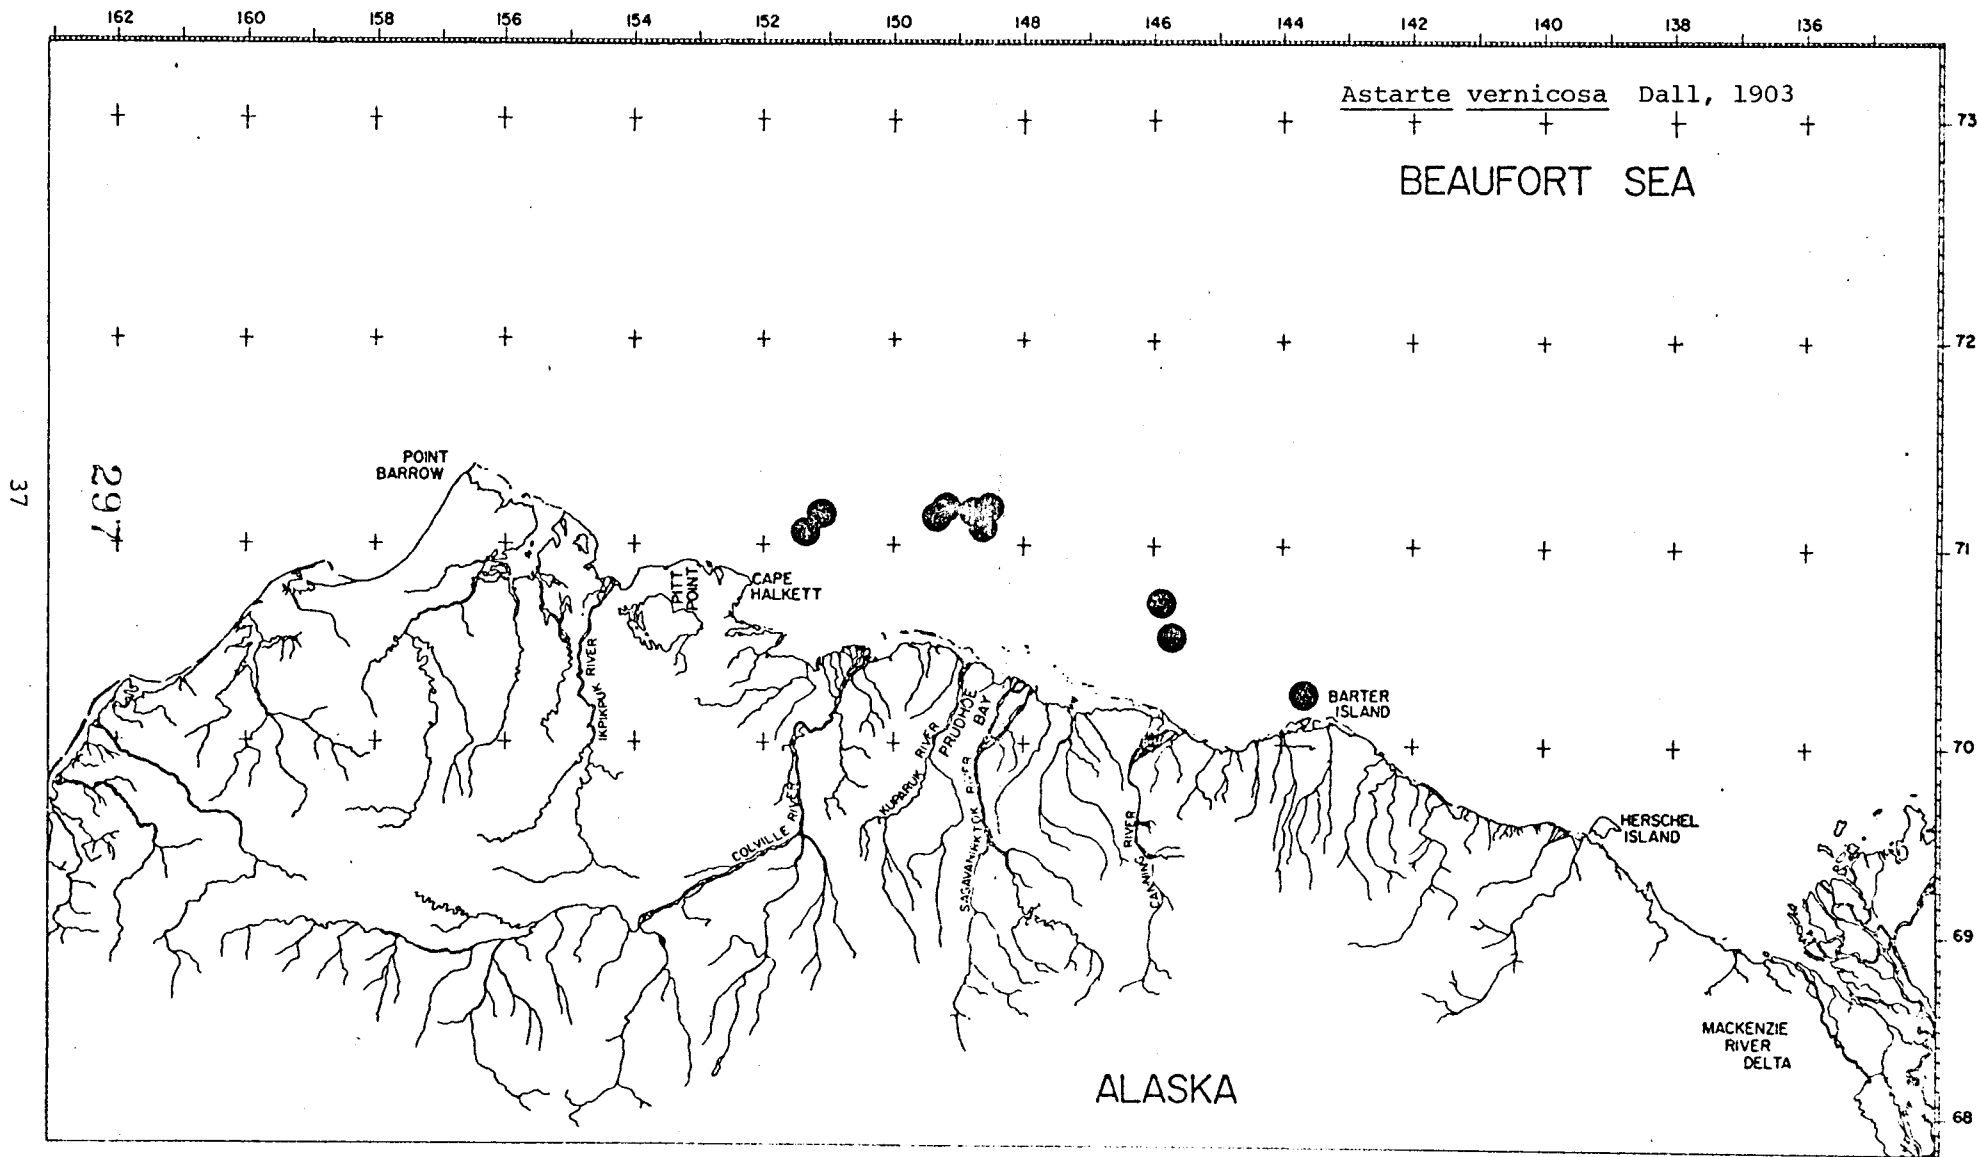 162 160 158 156 154 152 150 148 146 144 142 140 138 136
Astarte vernicosa Dall, 1903
73
BEAUFORT SEA
72
POINT
BARROW
297
37
71
PITT
POINT
CAPE
HALKETT
IKPIKPUK RIVER
BARTER
ISLAND
PRUDHOE
BAY
70
KUPARUK RIVER
COLVILLE RIVER
SAGAVANIRKTOK RIVER
CANNING RIVER
HERSCHEL
ISLAND
69
MACKENZIE
RIVER
DELTA
ALASKA
68